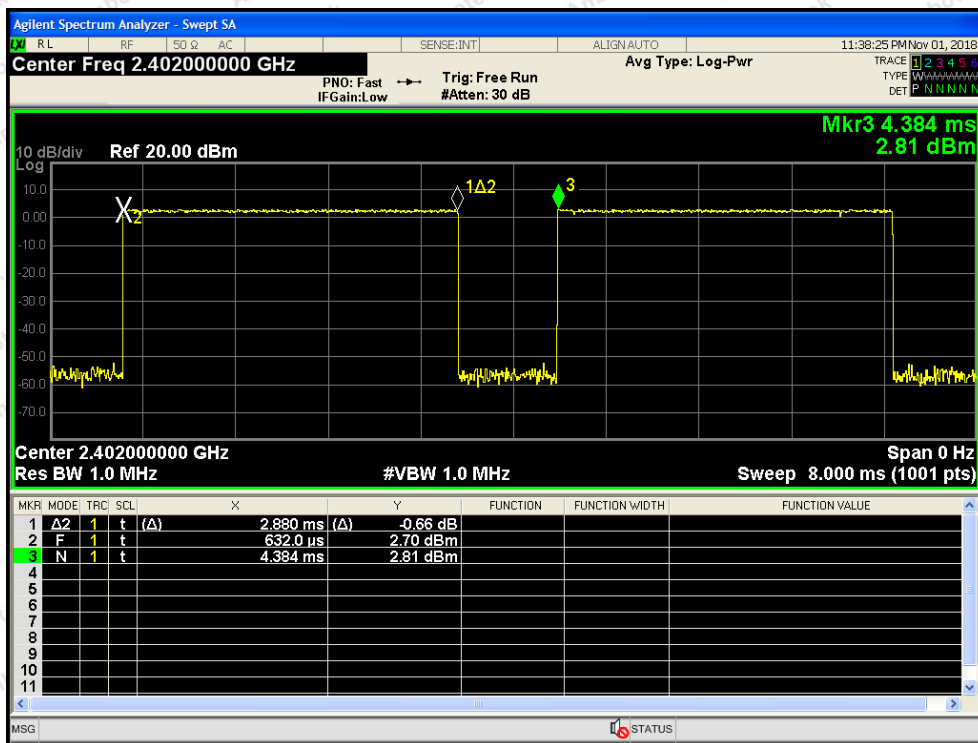 Agilent Spectrum Analyzer - Swept SA
LXI RL RF 50 Ω AC SENSE:INT ALIGN AUTO 11:38:25 PM Nov 01, 2018
Center Freq 2.402000000 GHz Avg Type: Log-Pwr TRACE 1 2 3 4 5 6
PNO: Fast Trig: Free Run TYPE W
IFGain:Low #Atten: 30 dB DET P N N N N N
Mkr3 4.384 ms
10 dB/div Ref 20.00 dBm 2.81 dBm
Log
10.0
0.00
-10.0
-20.0
-30.0
-40.0
-50.0
-60.0
-70.0
X2 1Δ2 3
Center 2.402000000 GHz Span 0 Hz
Res BW 1.0 MHz #VBW 1.0 MHz Sweep 8.000 ms (1001 pts)
MKR MODE TRC SCL X Y FUNCTION FUNCTION WIDTH FUNCTION VALUE
1 Δ2 1 t (Δ) 2.880 ms (Δ) -0.66 dB
2 F 1 t 632.0 µs 2.70 dBm
3 N 1 t 4.384 ms 2.81 dBm
4
5
6
7
8
9
10
11
MSG STATUS